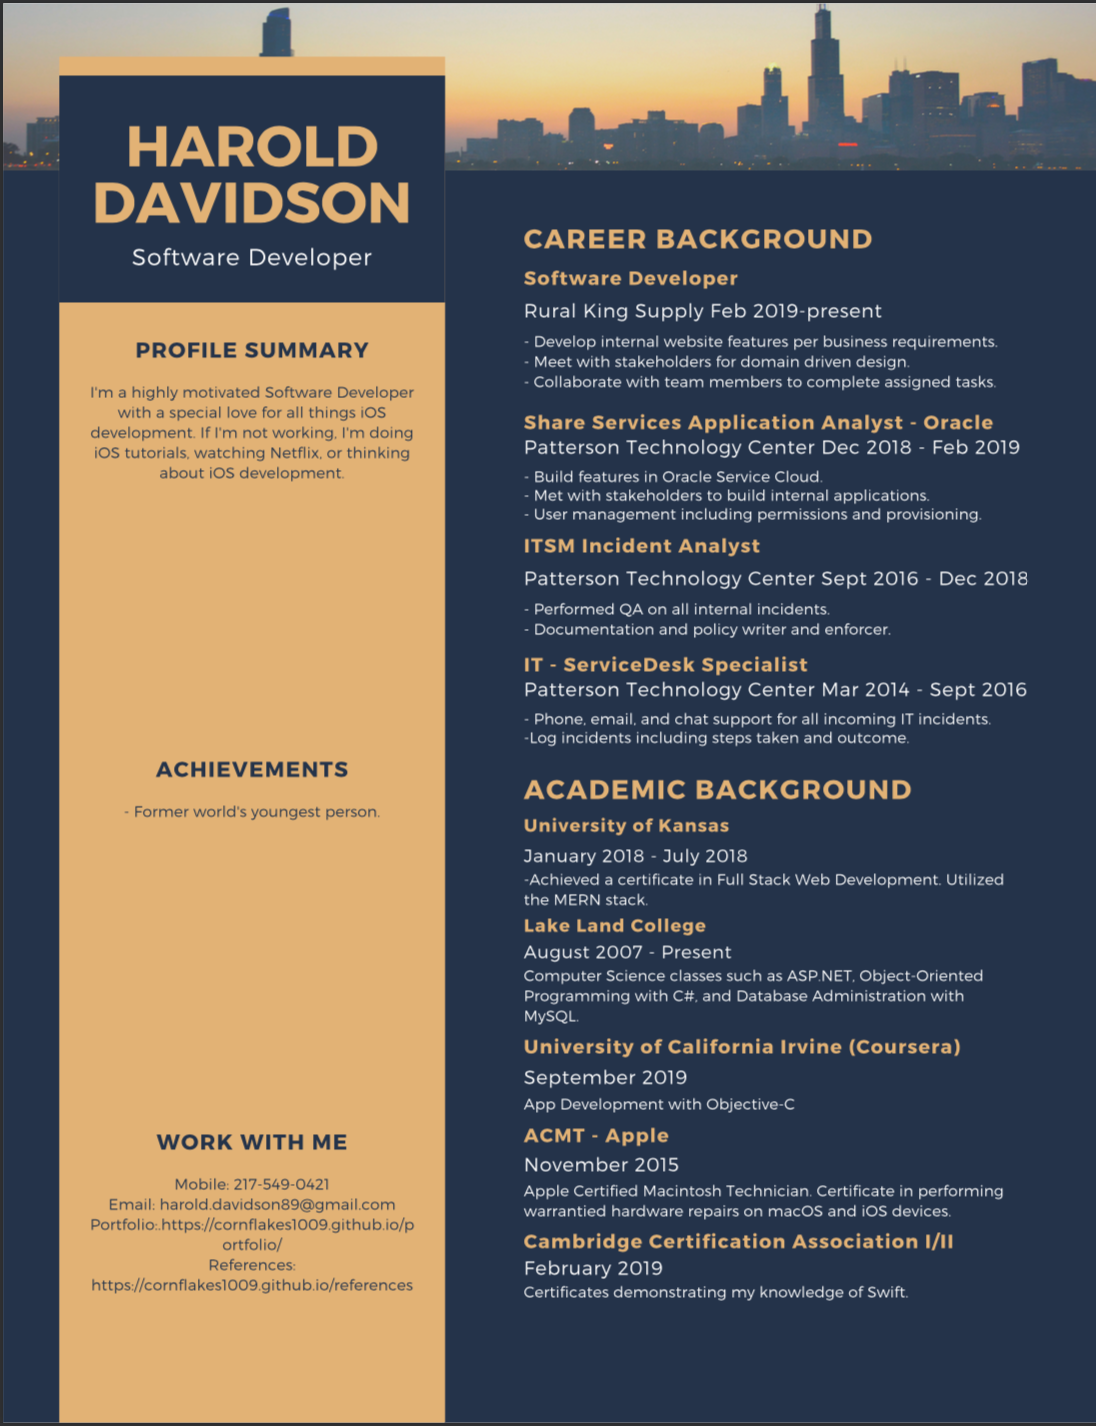 HAROLD
DAVIDSON
Software Developer
PROFILE SUMMARY
I'm a highly motivated Software Developer
with a special love for all things iOS
development. If I'm not working, I'm doing
iOS tutorials, watching Netflix, or thinking
about iOS development.
ACHIEVEMENTS
- Former world's youngest person.
WORK WITH ME
Mobile: 217-549-0421
Email: harold.davidson89@gmail.com
Portfolio:.https://cornflakes1009.github.io/p
ortfolio/
References:
https://cornflakes1009.github.io/references
CAREER BACKGROUND
Software Developer
Rural King Supply Feb 2019-present
- Develop internal website features per business requirements.
- Meet with stakeholders for domain driven design.
- Collaborate with team members to complete assigned tasks.
Share Services Application Analyst - Oracle
Patterson Technology Center Dec 2018 - Feb 2019
- Build features in Oracle Service Cloud.
- Met with stakeholders to build internal applications.
- User management including permissions and provisioning.
ITSM Incident Analyst
Patterson Technology Center Sept 2016 - Dec 2018
- Performed QA on all internal incidents.
- Documentation and policy writer and enforcer.
IT - ServiceDesk Specialist
Patterson Technology Center Mar 2014 - Sept 2016
- Phone, email, and chat support for all incoming IT incidents.
-Log incidents including steps taken and outcome.
ACADEMIC BACKGROUND
University of Kansas
January 2018 - July 2018
-Achieved a certificate in Full Stack Web Development. Utilized
the MERN stack.
Lake Land College
August 2007 - Present
Computer Science classes such as ASP.NET, Object-Oriented
Programming with C#, and Database Administration with
MySQL.
University of California Irvine (Coursera)
September 2019
App Development with Objective-C
ACMT - Apple
November 2015
Apple Certified Macintosh Technician. Certificate in performing
warrantied hardware repairs on macOS and iOS devices.
Cambridge Certification Association I/II
February 2019
Certificates demonstrating my knowledge of Swift.